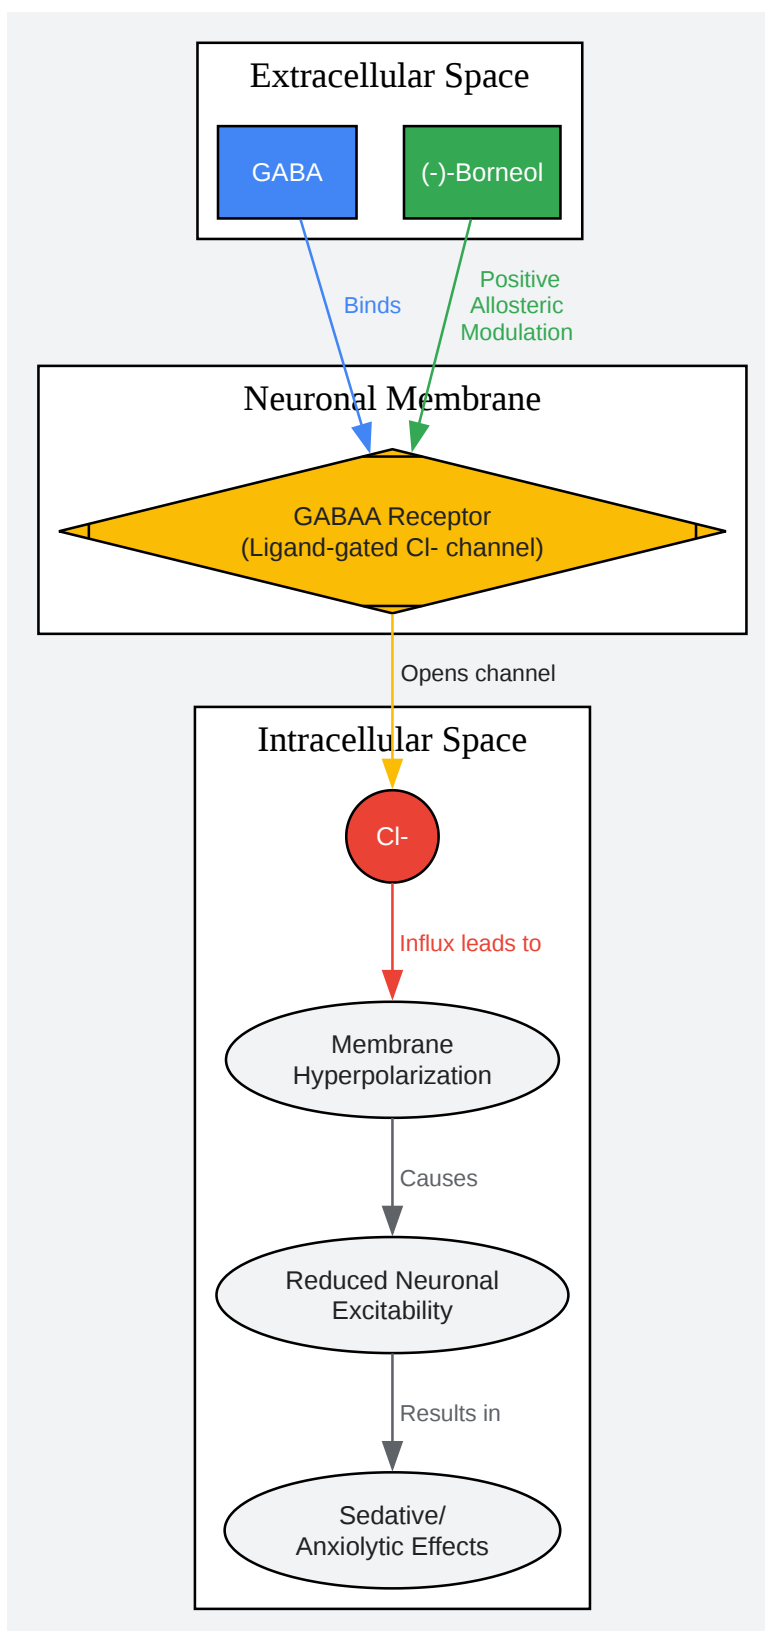 Extracellular Space
GABA
(-)-Borneol
Binds
Positive
Allosteric
Modulation
Neuronal Membrane
GABAA Receptor
(Ligand-gated Cl- channel)
Opens channel
Intracellular Space
Cl-
Influx leads to
Membrane
Hyperpolarization
Causes
Reduced Neuronal
Excitability
Results in
Sedative/
Anxiolytic Effects